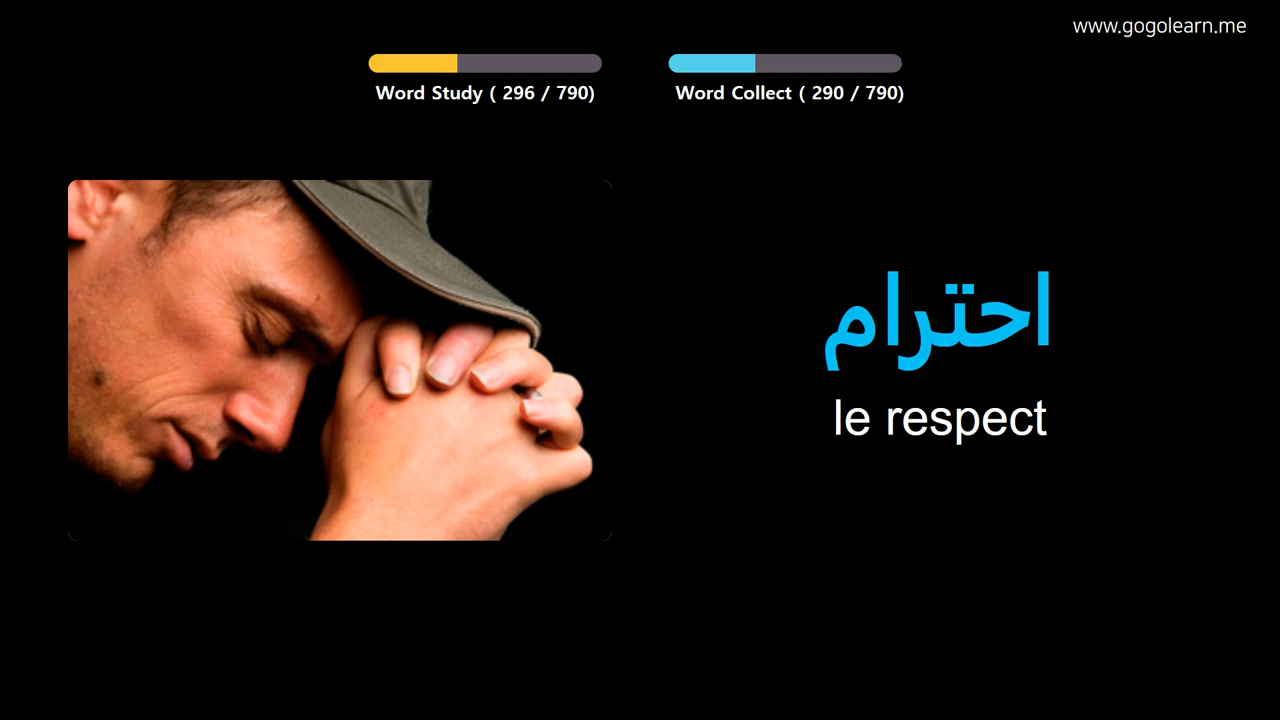 www.gogolearn.me
Word Study ( 296 / 790)
Word Collect ( 290 / 790)
احترام
le respect